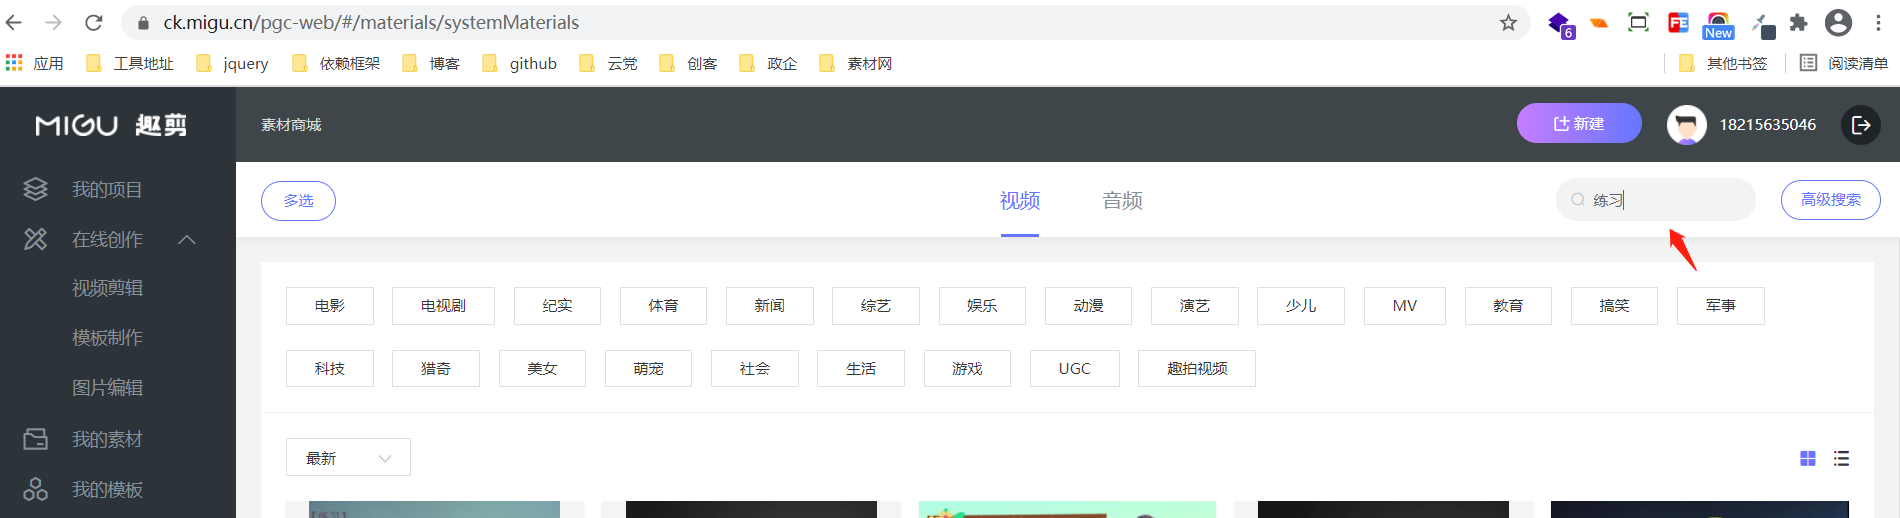 ck.migu.cn/pgc-web/#/materials/systemMaterials
6
FE
New
应用 工具地址 jquery 依赖框架 博客 github 云党 创客 政企 素材网 其他书签 阅读清单
MIGU 趣剪
素材商城
新建
18215635046
我的项目
在线创作
视频剪辑
模板制作
图片编辑
我的素材
我的模板
多选
视频 音频
练习
高级搜索
电影 电视剧 纪实 体育 新闻 综艺 娱乐 动漫 演艺 少儿 MV 教育 搞笑 军事
科技 猎奇 美女 萌宠 社会 生活 游戏 UGC 趣拍视频
最新
【练习】